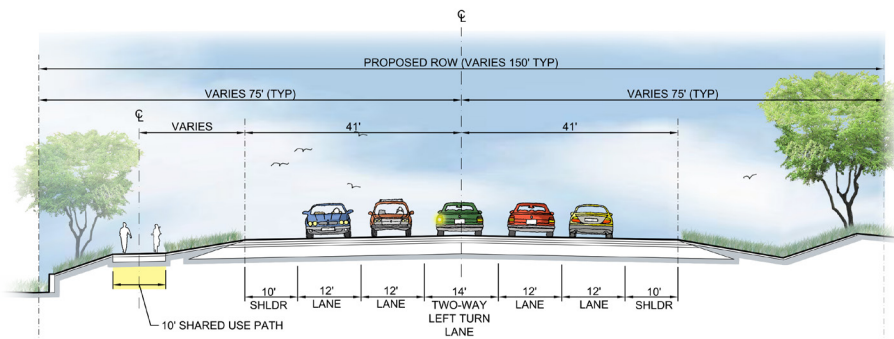 ℄
PROPOSED ROW (VARIES 150' TYP)
VARIES 75' (TYP)
VARIES 75' (TYP)
℄
VARIES
41'
41'
10'
SHLDR
12'
LANE
12'
LANE
14'
TWO-WAY
LEFT TURN
LANE
12'
LANE
12'
LANE
10'
SHLDR
10' SHARED USE PATH